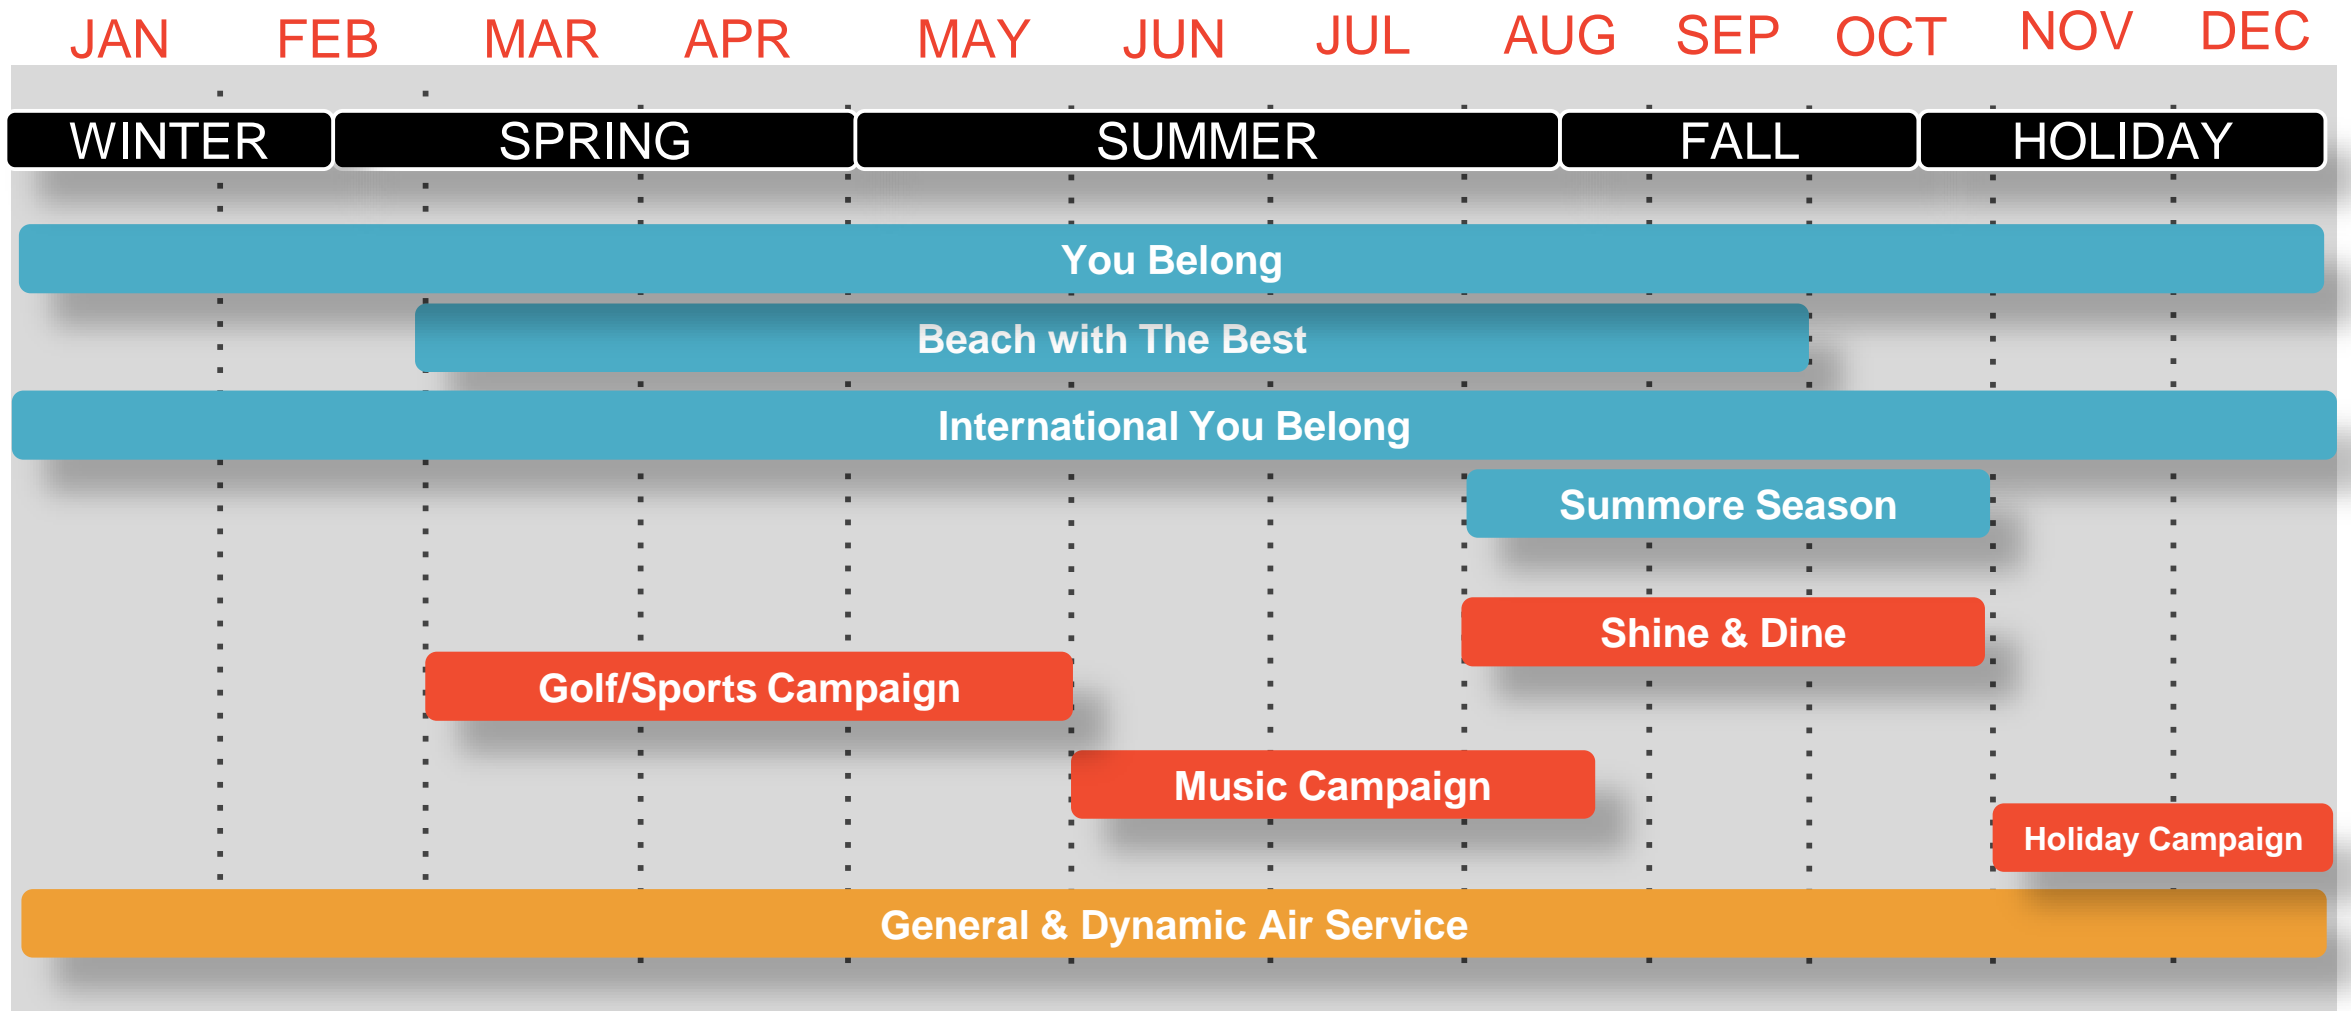 JAN FEB MAR APR MAY JUN JUL AUG SEP OCT NOV DEC
WINTER SPRING SUMMER FALL HOLIDAY
You Belong
Beach with The Best
International You Belong
Summore Season
Shine & Dine
Golf/Sports Campaign
Music Campaign
Holiday Campaign
General & Dynamic Air Service